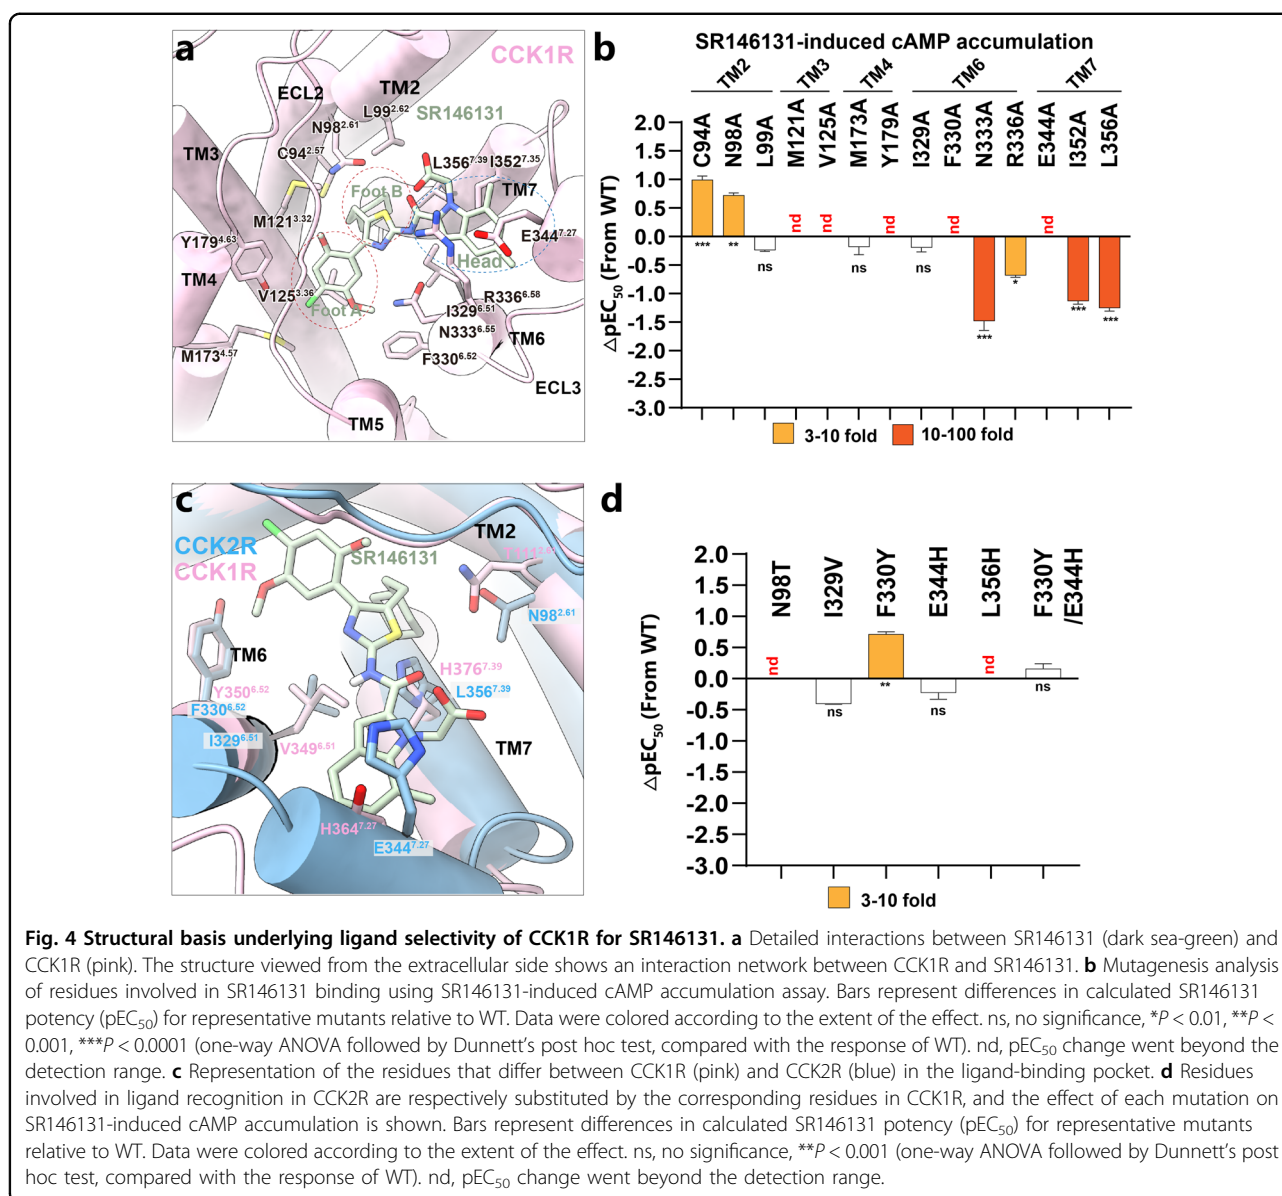 a
CCK1R
ECL2
TM2
L99^2.62
SR146131
N98^2.61
C94^2.57
TM3
L356^7.39
I352^7.35
Foot B
TM7
M121^3.32
Y179^4.63
E344^7.27
Head
TM4
V125^3.36
R336^6.58
Foot A
I329^6.51
N333^6.55
TM6
M173^4.57
F330^6.52
ECL3
TM5
b
SR146131-induced cAMP accumulation
TM2
TM3
TM4
TM6
TM7
C94A
N98A
L99A
M121A
V125A
M173A
Y179A
I329A
F330A
N333A
R336A
E344A
I352A
L356A
△pEC₅₀ (From WT)
2.0
1.5
1.0
0.5
0.0
-0.5
-1.0
-1.5
-2.0
-2.5
-3.0
***
**
ns
nd
nd
ns
nd
ns
nd
***
*
nd
***
***
3-10 fold
10-100 fold
c
CCK2R
CCK1R
SR146131
TM2
N98^2.61
TM6
Y350^6.52
F330^6.52
I329^6.51
V349^6.51
H376^7.39
L356^7.39
TM7
H364^7.27
E344^7.27
d
N98T
I329V
F330Y
E344H
L356H
F330Y
/E344H
△pEC₅₀ (From WT)
2.0
1.5
1.0
0.5
0.0
-0.5
-1.0
-1.5
-2.0
-2.5
-3.0
nd
ns
**
ns
nd
ns
3-10 fold
Fig. 4 Structural basis underlying ligand selectivity of CCK1R for SR146131. a Detailed interactions between SR146131 (dark sea-green) and
CCK1R (pink). The structure viewed from the extracellular side shows an interaction network between CCK1R and SR146131. b Mutagenesis analysis
of residues involved in SR146131 binding using SR146131-induced cAMP accumulation assay. Bars represent differences in calculated SR146131
potency (pEC₅₀) for representative mutants relative to WT. Data were colored according to the extent of the effect. ns, no significance, *P < 0.01, **P <
0.001, ***P < 0.0001 (one-way ANOVA followed by Dunnett's post hoc test, compared with the response of WT). nd, pEC₅₀ change went beyond the
detection range. c Representation of the residues that differ between CCK1R (pink) and CCK2R (blue) in the ligand-binding pocket. d Residues
involved in ligand recognition in CCK2R are respectively substituted by the corresponding residues in CCK1R, and the effect of each mutation on
SR146131-induced cAMP accumulation is shown. Bars represent differences in calculated SR146131 potency (pEC₅₀) for representative mutants
relative to WT. Data were colored according to the extent of the effect. ns, no significance, **P < 0.001 (one-way ANOVA followed by Dunnett's post
hoc test, compared with the response of WT). nd, pEC₅₀ change went beyond the detection range.